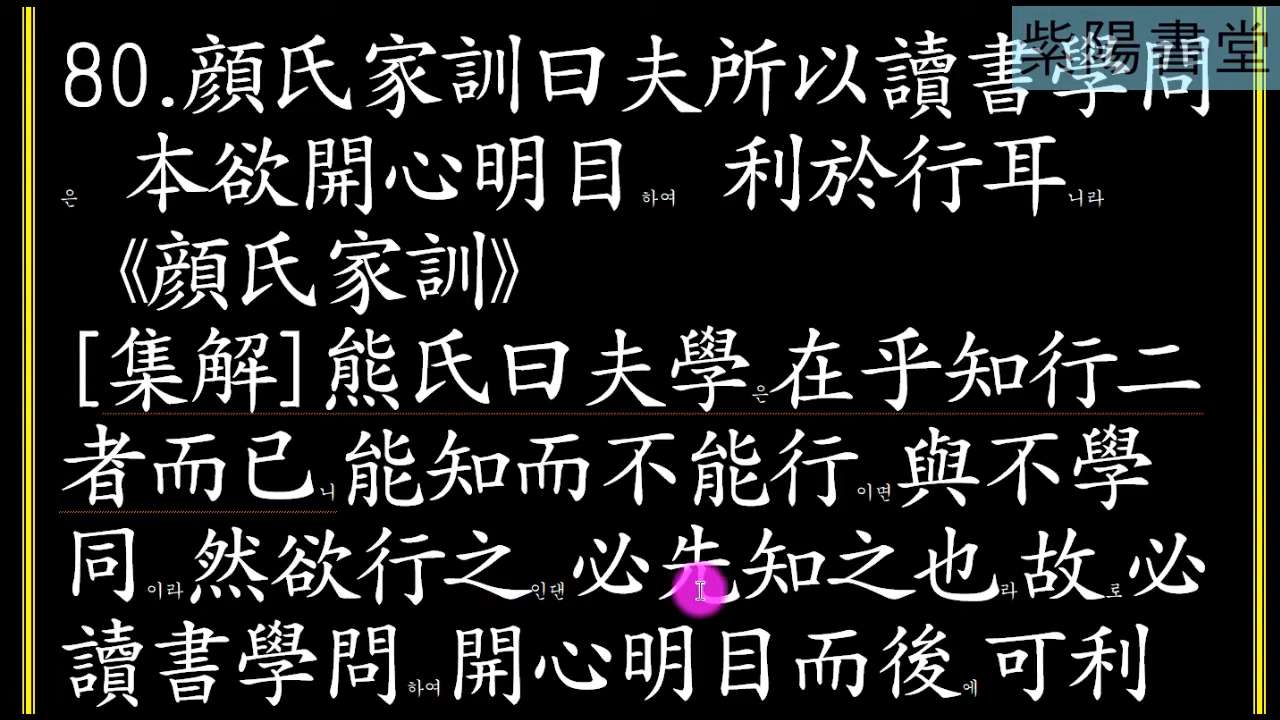 紫陽書堂
80.顔氏家訓曰夫所以讀書學問
은 本欲開心明目하여 利於行耳니라
《顔氏家訓》
[集解]熊氏曰夫學은在乎知行二
者而已니能知而不能行이면與不學
同이라然欲行之인댄必先知之也라故로必
讀書學問하여開心明目而後에可利